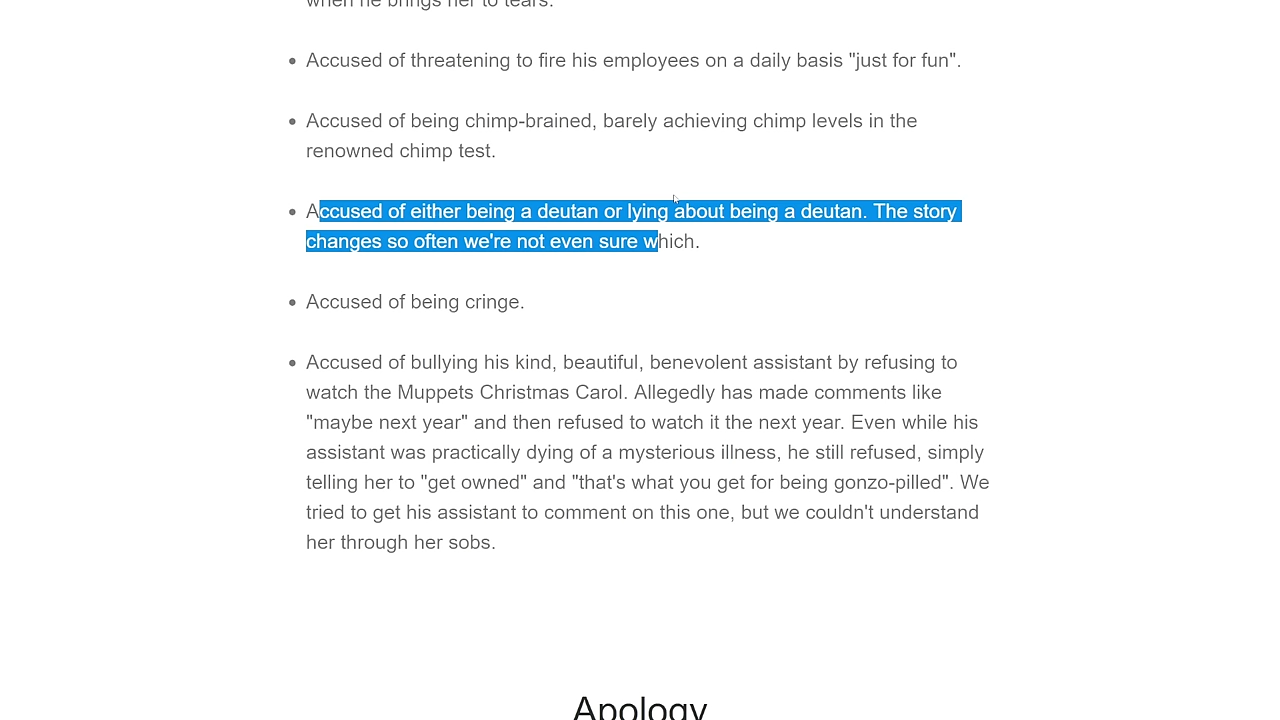 when he brings her to tears.
Accused of threatening to fire his employees on a daily basis "just for fun".
Accused of being chimp-brained, barely achieving chimp levels in the
renowned chimp test.
Accused of either being a deutan or lying about being a deutan. The story
changes so often we're not even sure which.
Accused of being cringe.
Accused of bullying his kind, beautiful, benevolent assistant by refusing to
watch the Muppets Christmas Carol. Allegedly has made comments like
"maybe next year" and then refused to watch it the next year. Even while his
assistant was practically dying of a mysterious illness, he still refused, simply
telling her to "get owned" and "that's what you get for being gonzo-pilled". We
tried to get his assistant to comment on this one, but we couldn't understand
her through her sobs.
Apology